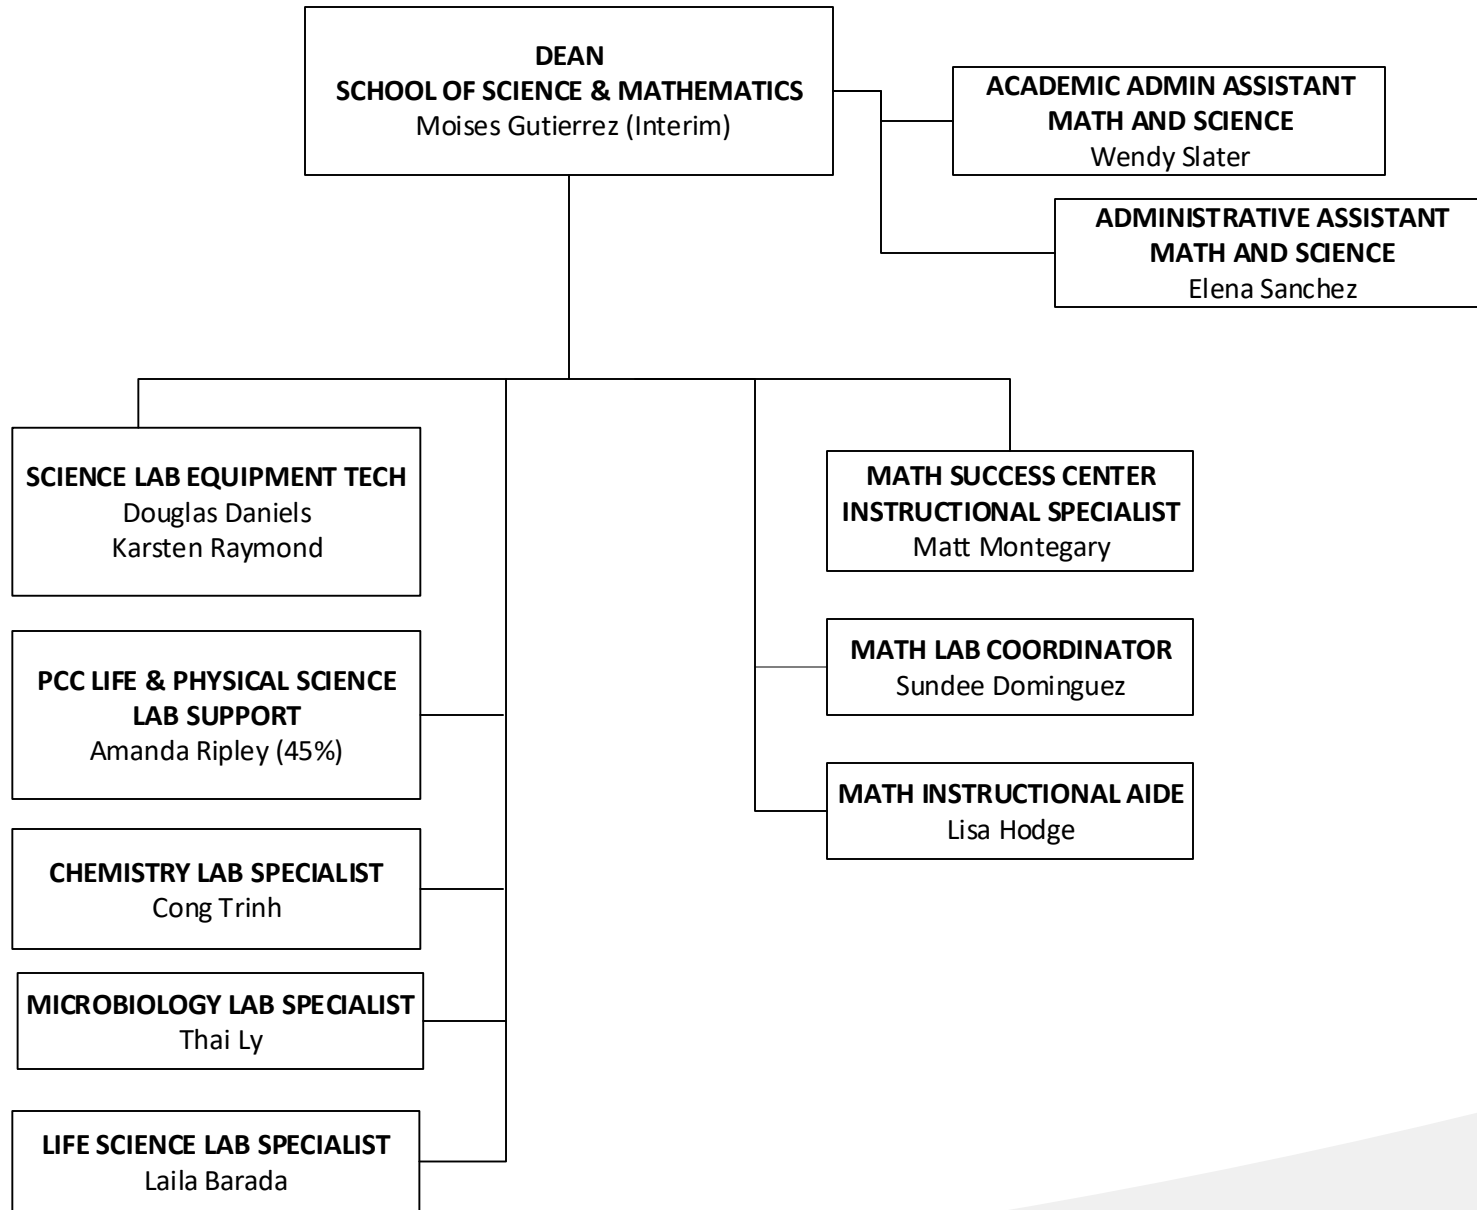 DEAN
SCHOOL OF SCIENCE & MATHEMATICS
Moises Gutierrez (Interim)
ACADEMIC ADMIN ASSISTANT
MATH AND SCIENCE
Wendy Slater
ADMINISTRATIVE ASSISTANT
MATH AND SCIENCE
Elena Sanchez
SCIENCE LAB EQUIPMENT TECH
Douglas Daniels
Karsten Raymond
PCC LIFE & PHYSICAL SCIENCE
LAB SUPPORT
Amanda Ripley (45%)
CHEMISTRY LAB SPECIALIST
Cong Trinh
MICROBIOLOGY LAB SPECIALIST
Thai Ly
LIFE SCIENCE LAB SPECIALIST
Laila Barada
MATH SUCCESS CENTER
INSTRUCTIONAL SPECIALIST
Matt Montegary
MATH LAB COORDINATOR
Sundee Dominguez
MATH INSTRUCTIONAL AIDE
Lisa Hodge